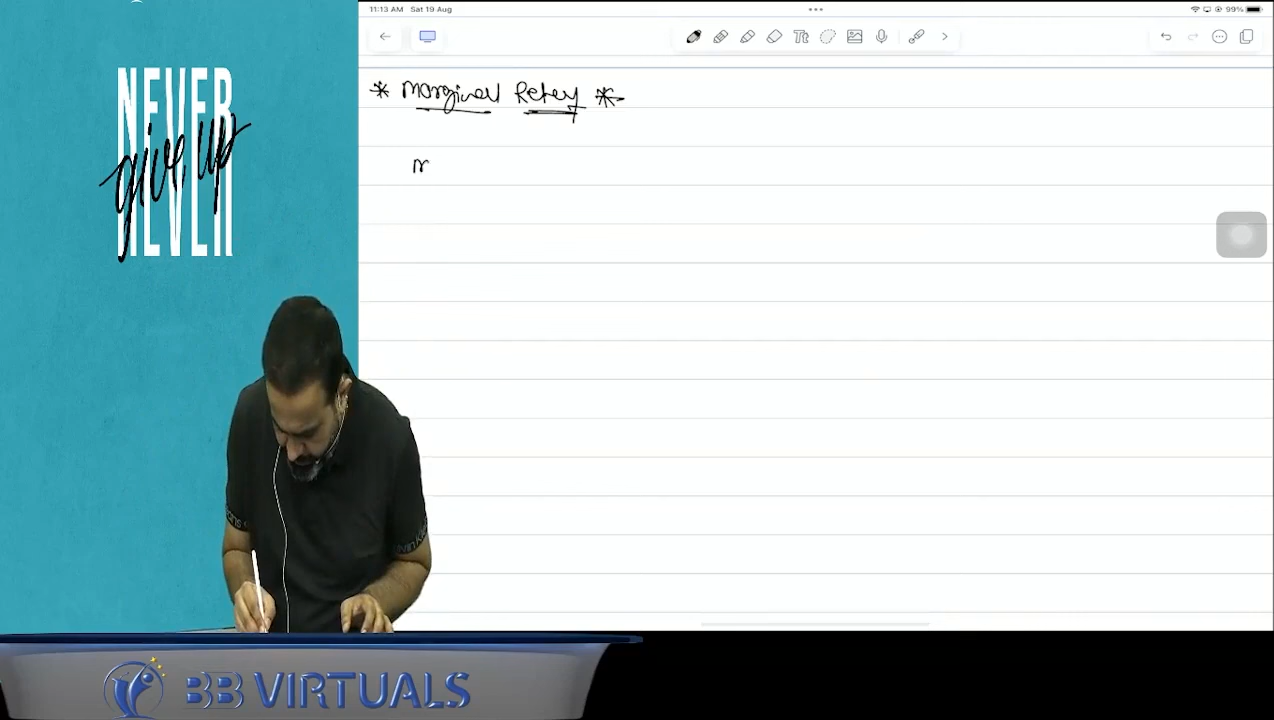 11:13 AM Sat 19 Aug
99%
NEVER
give up
NEVER
* Marginal Relief *
BB VIRTUALS